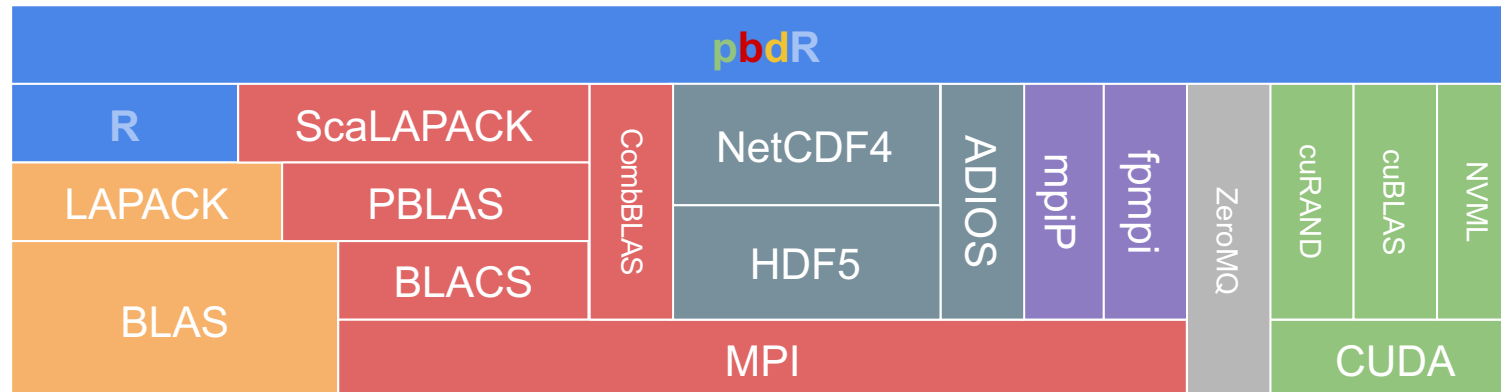 pbdR
R
ScaLAPACK
CombBLAS
NetCDF4
ADIOS
mpiP
fpmpi
ZeroMQ
cuRAND
cuBLAS
NVML
LAPACK
PBLAS
HDF5
BLACS
BLAS
MPI
CUDA